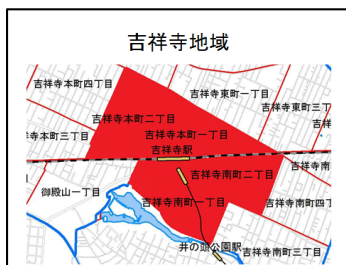 吉祥寺地域
吉祥寺本町四丁目
吉祥寺東町一丁目
吉祥寺東町三丁
吉祥寺本町二丁目
吉祥寺本町一丁目
吉祥
寺本町三丁目
吉祥寺駅
吉祥寺南
吉祥寺南町二丁目
御殿山一丁目
吉祥寺南町一丁目
吉祥寺南町四丁
井の頭公園駅
吉祥寺南町三丁目